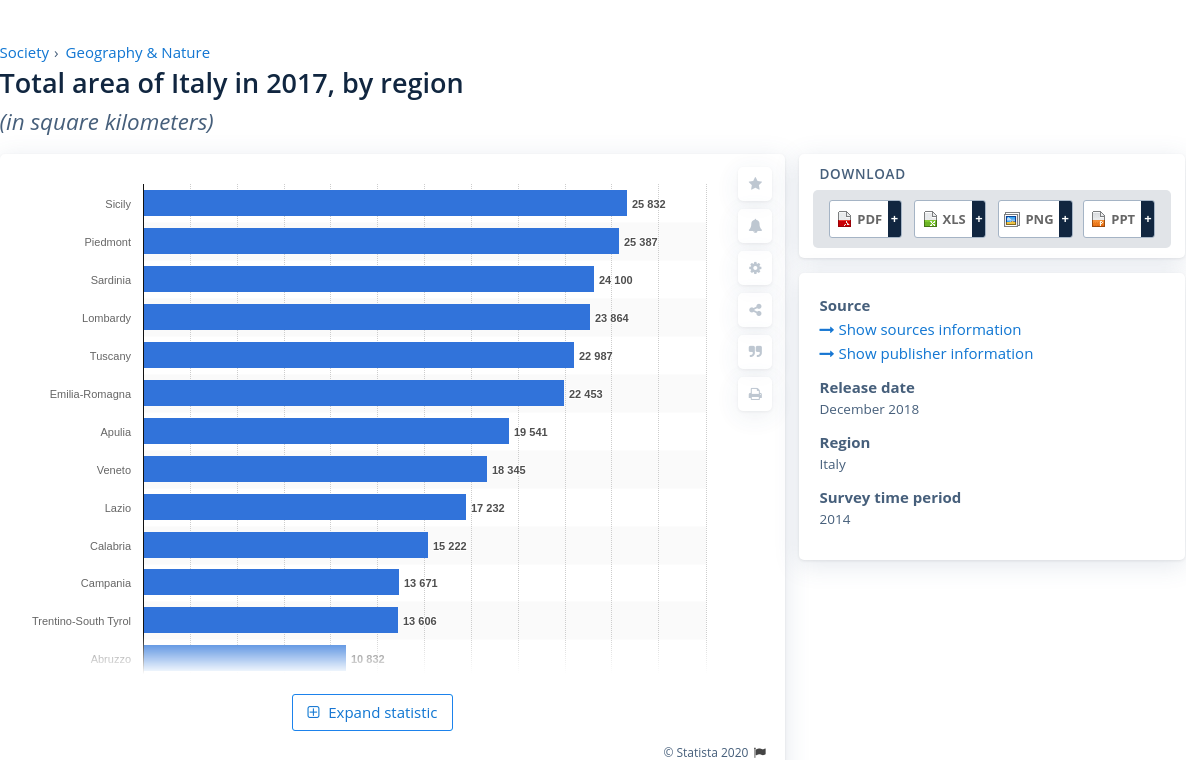 Society › Geography & Nature
Total area of Italy in 2017, by region
(in square kilometers)
Sicily 25 832
Piedmont 25 387
Sardinia 24 100
Lombardy 23 864
Tuscany 22 987
Emilia-Romagna 22 453
Apulia 19 541
Veneto 18 345
Lazio 17 232
Calabria 15 222
Campania 13 671
Trentino-South Tyrol 13 606
Abruzzo 10 832
Expand statistic
© Statista 2020
DOWNLOAD
PDF + XLS + PNG + PPT +
Source
Show sources information
Show publisher information
Release date
December 2018
Region
Italy
Survey time period
2014